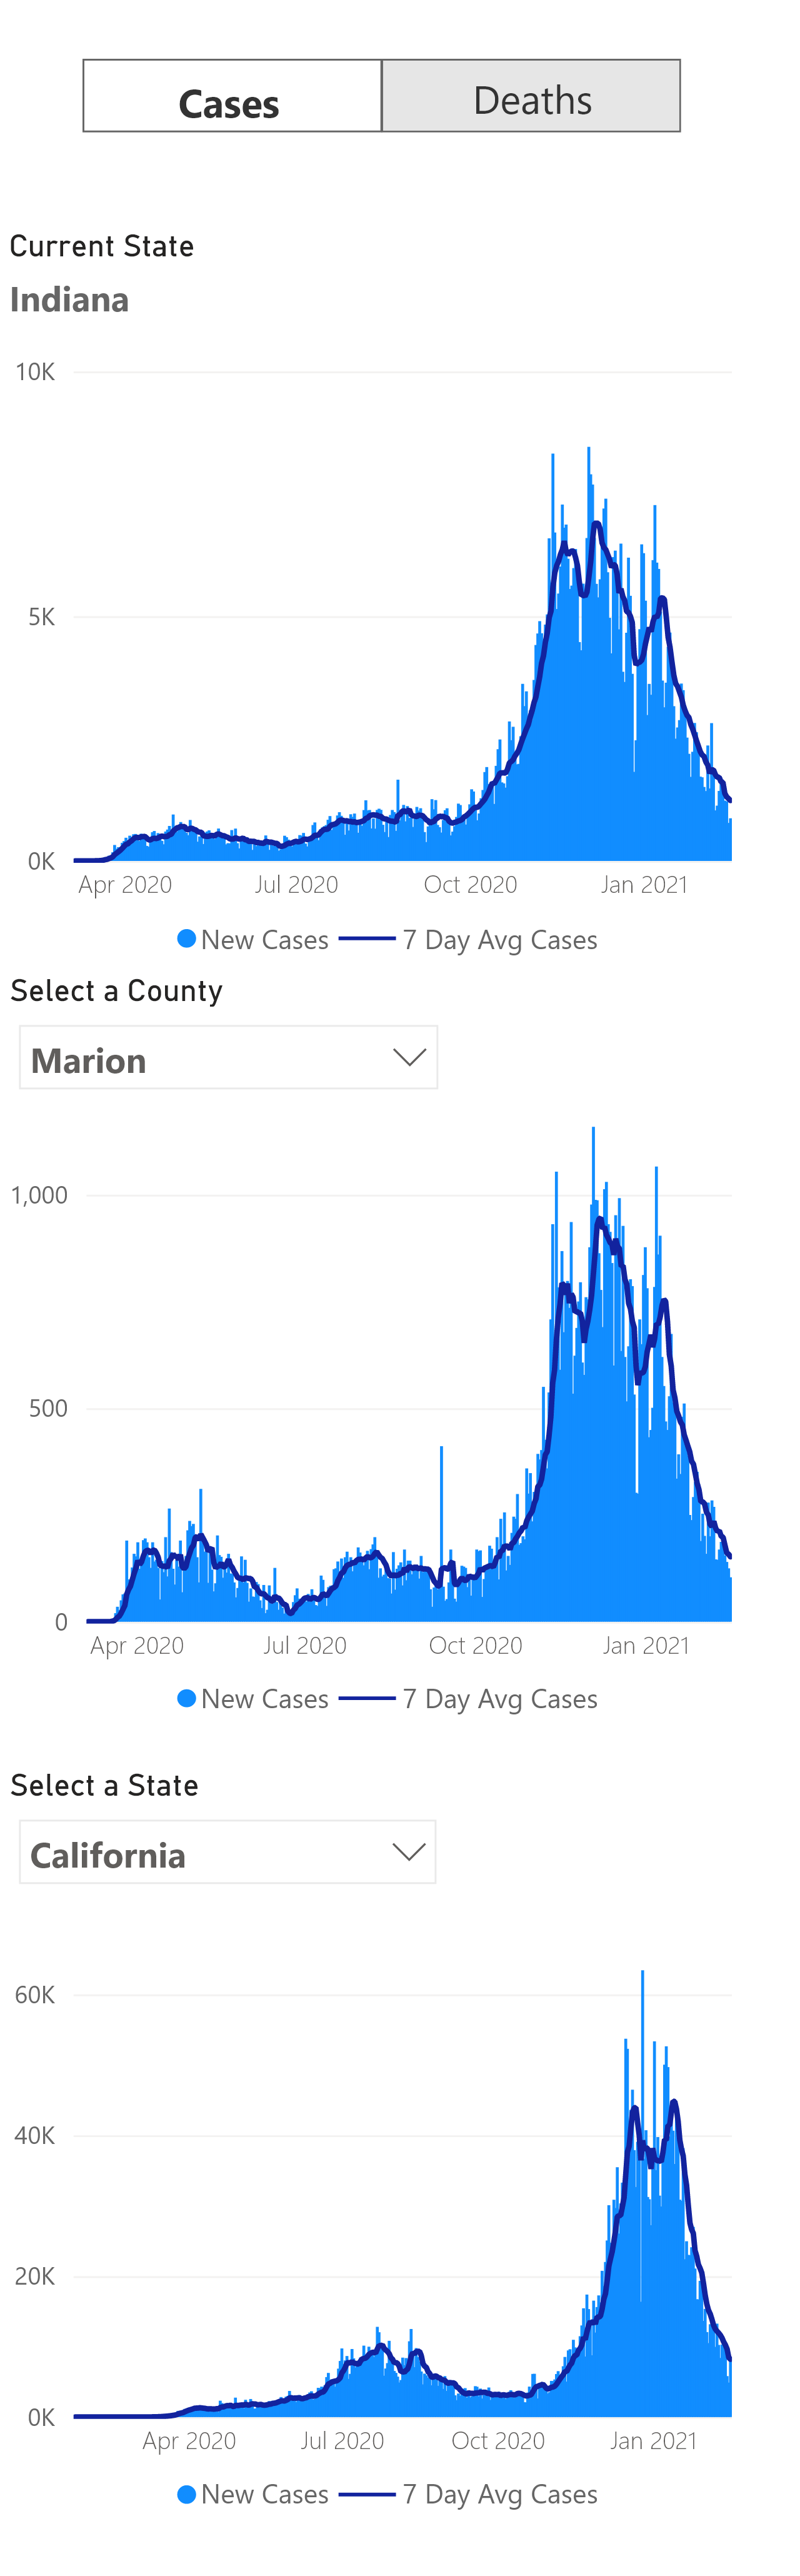 Cases Deaths
Current State
Indiana
10K
5K
0K
Apr 2020 Jul 2020 Oct 2020 Jan 2021
New Cases 7 Day Avg Cases
Select a County
Marion
1,000
500
0
Apr 2020 Jul 2020 Oct 2020 Jan 2021
New Cases 7 Day Avg Cases
Select a State
California
60K
40K
20K
0K
Apr 2020 Jul 2020 Oct 2020 Jan 2021
New Cases 7 Day Avg Cases